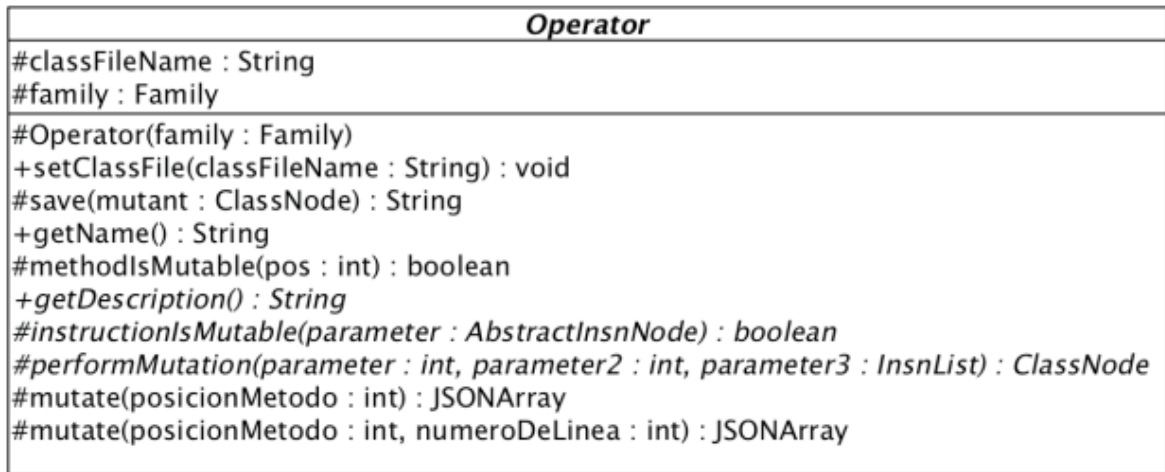 Operator
#classFileName : String
#family : Family
#Operator(family : Family)
+setClassFile(classFileName : String) : void
#save(mutant : ClassNode) : String
+getName() : String
#methodIsMutable(pos : int) : boolean
+getDescription() : String
#instructionIsMutable(parameter : AbstractInsnNode) : boolean
#performMutation(parameter : int, parameter2 : int, parameter3 : InsnList) : ClassNode
#mutate(posicionMetodo : int) : JSONArray
#mutate(posicionMetodo : int, numeroDeLinea : int) : JSONArray